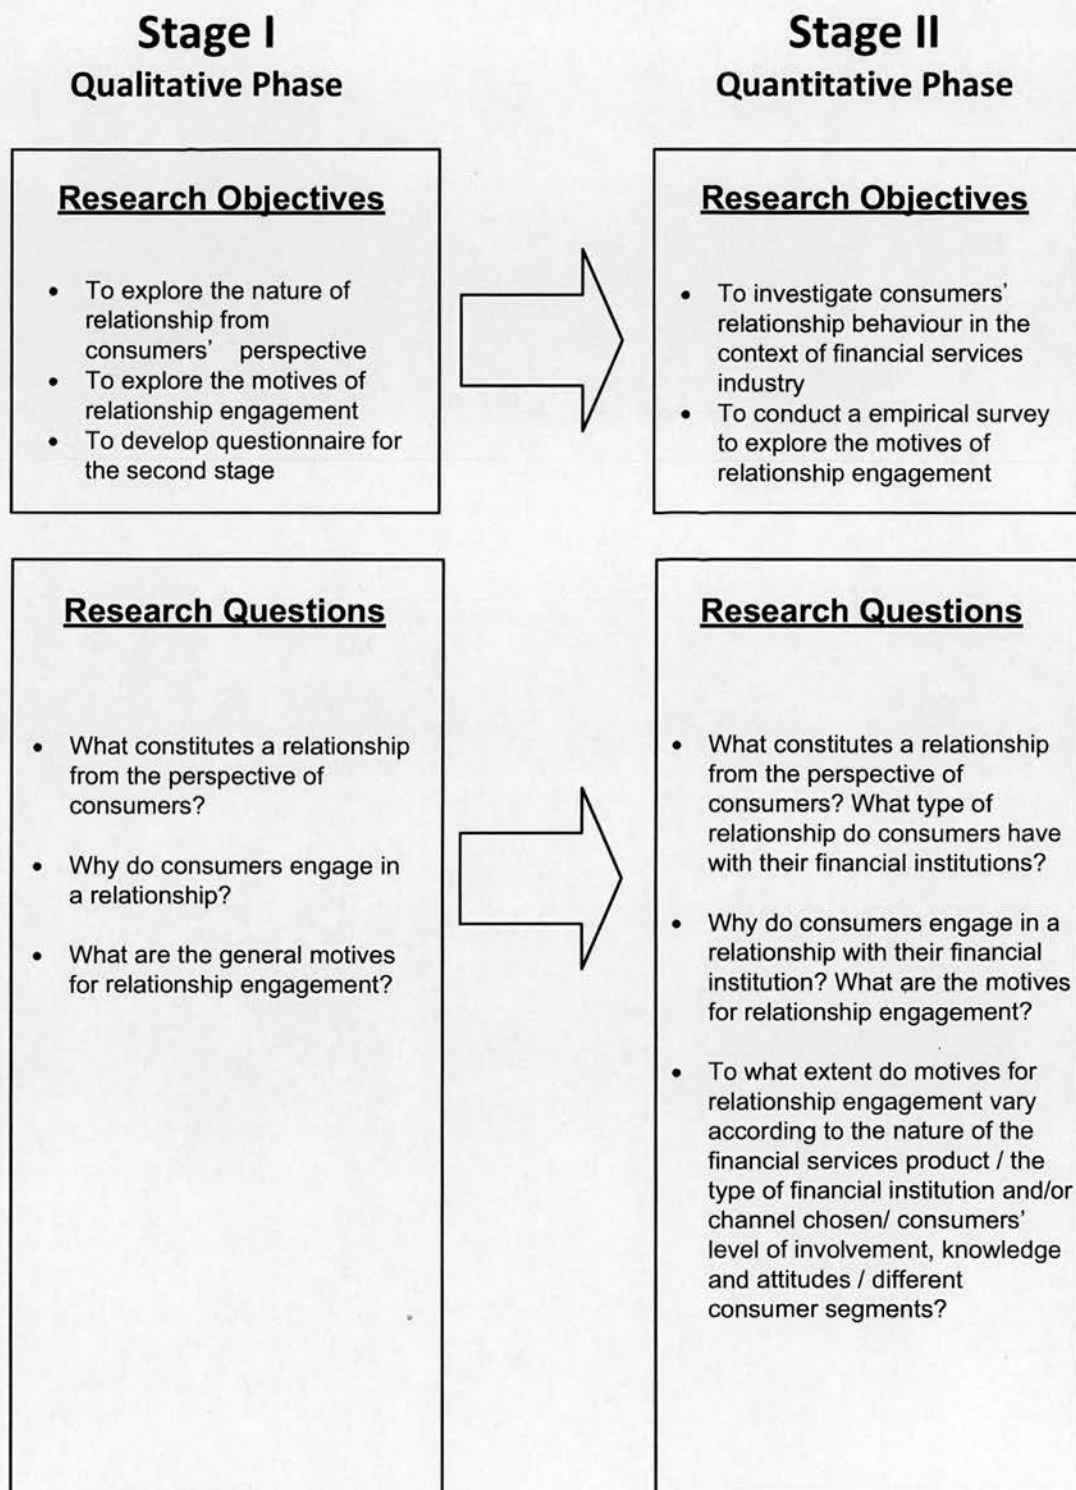 Stage I
Qualitative Phase
Research Objectives
• To explore the nature of
relationship from
consumers' perspective
• To explore the motives of
relationship engagement
• To develop questionnaire for
the second stage
Research Questions
• What constitutes a relationship
from the perspective of
consumers?
• Why do consumers engage in
a relationship?
• What are the general motives
for relationship engagement?
Stage II
Quantitative Phase
Research Objectives
• To investigate consumers'
relationship behaviour in the
context of financial services
industry
• To conduct a empirical survey
to explore the motives of
relationship engagement
Research Questions
• What constitutes a relationship
from the perspective of
consumers? What type of
relationship do consumers have
with their financial institutions?
• Why do consumers engage in a
relationship with their financial
institution? What are the motives
for relationship engagement?
• To what extent do motives for
relationship engagement vary
according to the nature of the
financial services product / the
type of financial institution and/or
channel chosen/ consumers'
level of involvement, knowledge
and attitudes / different
consumer segments?